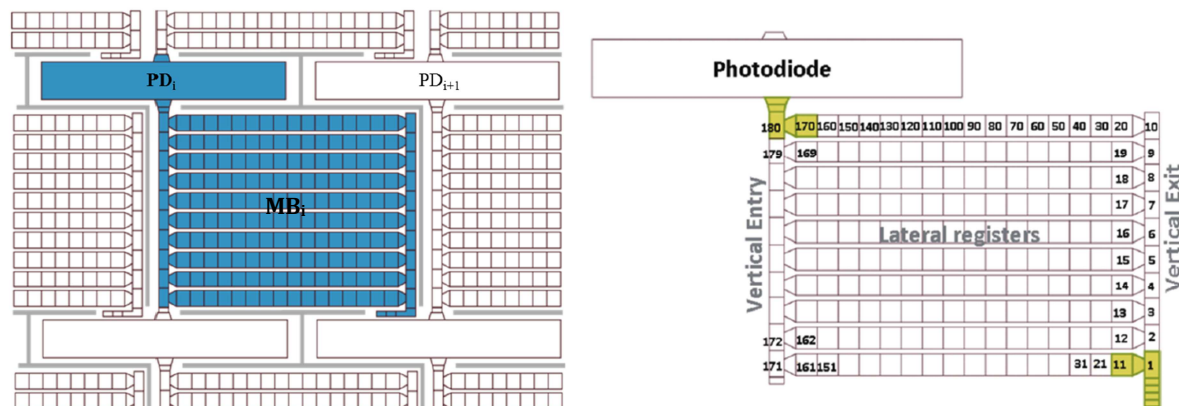 PDi
PDi+1
MBi
Photodiode
180 170 160 150 140 130 120 110 100 90 80 70 60 50 40 30 20 10
179 169 19 9
18 8
17 7
16 6
15 5
14 4
13 3
172 162 12 2
171 161 151 31 21 11 1
Vertical Entry
Lateral registers
Vertical Exit